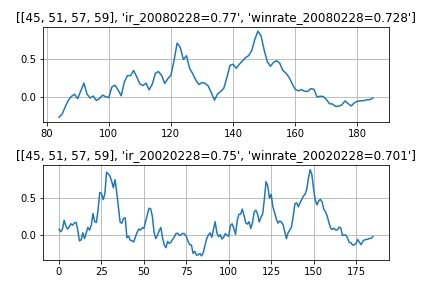 [[45, 51, 57, 59], 'ir_20080228=0.77', 'winrate_20080228=0.728']
0.5
0.0
80 100 120 140 160 180
[[45, 51, 57, 59], 'ir_20020228=0.75', 'winrate_20020228=0.701']
0.5
0.0
0 25 50 75 100 125 150 175